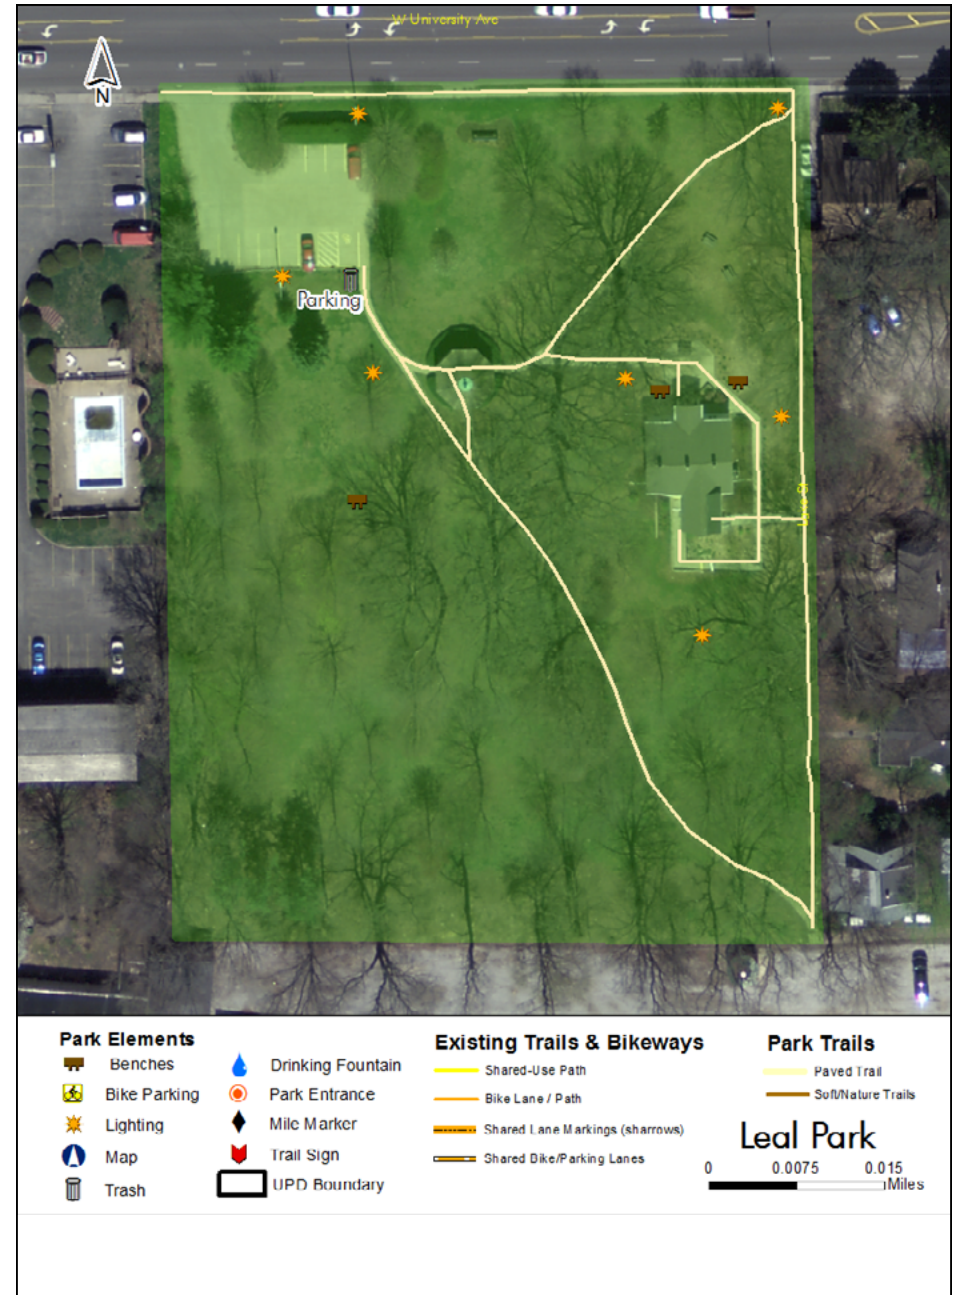 W University Ave
N
Parking
Park Elements
Benches
Bike Parking
Lighting
Map
Trash
Drinking Fountain
Park Entrance
Mile Marker
Trail Sign
UPD Boundary
Existing Trails & Bikeways
Shared-Use Path
Bike Lane / Path
Shared Lane Markings (sharrows)
Shared Bike/Parking Lanes
Park Trails
Paved Trail
Soft/Nature Trails
Leal Park
0 0.0075 0.015
Miles